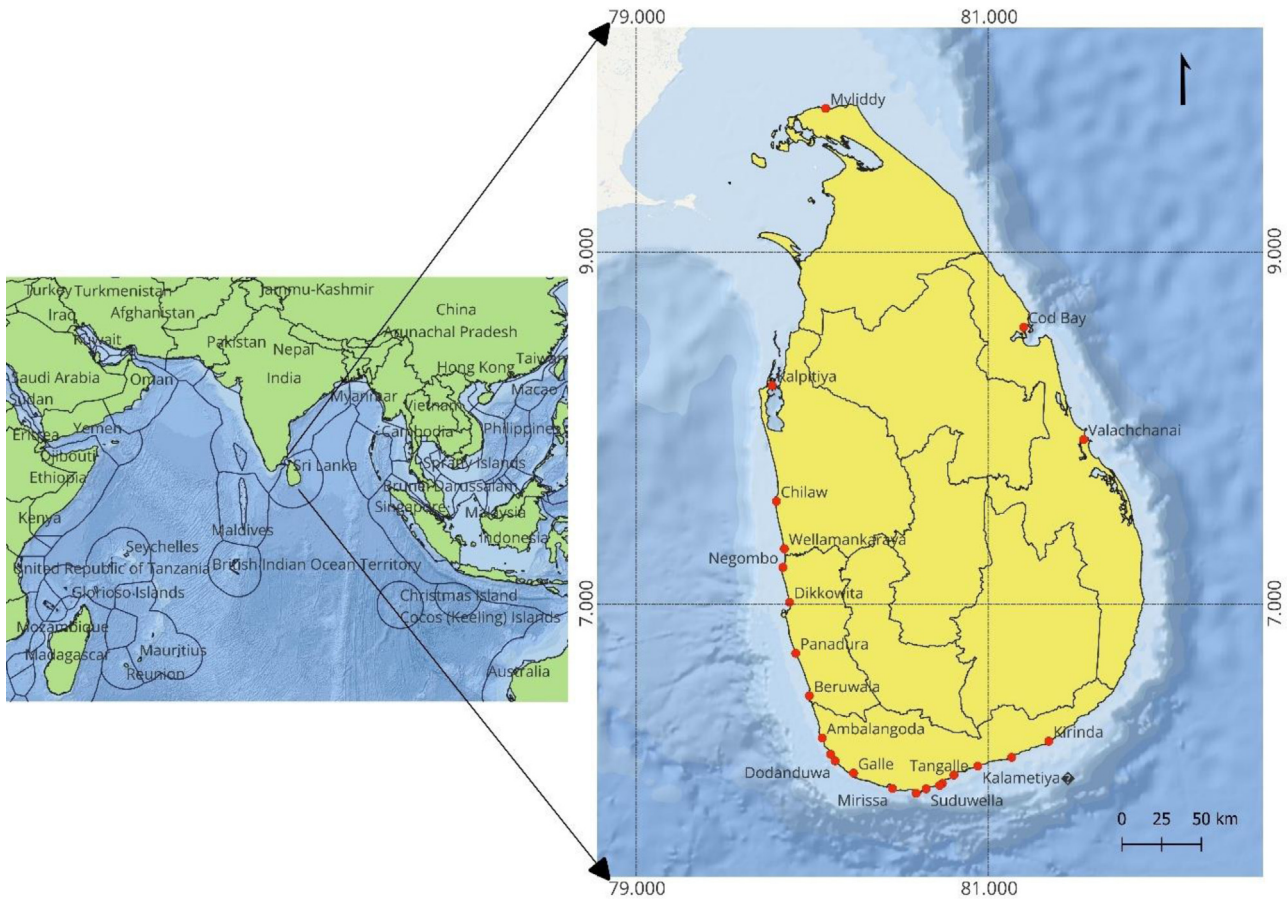 79.000
81.000
Myliddy
9.000
9.000
Cod Bay
Kalpitiya
Valachchanai
Chilaw
Wellamankaraya
Negombo
Dikkowita
7.000
7.000
Panadura
Beruwala
Ambalangoda
Kirinda
Dodanduwa
Galle
Tangalle
Kalametiya�
Mirissa
Suduwella
0 25 50 km
79.000
81.000
Turkey
Turkmenistan
Jammu-Kashmir
Iraq
Afghanistan
China
Arunachal Pradesh
Kuwait
Pakistan
Nepal
Hong Kong
Taiwan
Saudi Arabia
Oman
India
Myanmar
Macao
Sudan
Vietnam
Eritrea
Yemen
Cambodia
Philippines
Djibouti
Sri Lanka
Ethiopia
Spratly Islands
Brunei Darussalam
Kenya
Singapore
Malaysia
Maldives
Indonesia
Seychelles
United Republic of Tanzania
British Indian Ocean Territory
Glorioso Islands
Christmas Island
Mozambique
Cocos (Keeling) Islands
Madagascar
Mauritius
Reunion
Australia